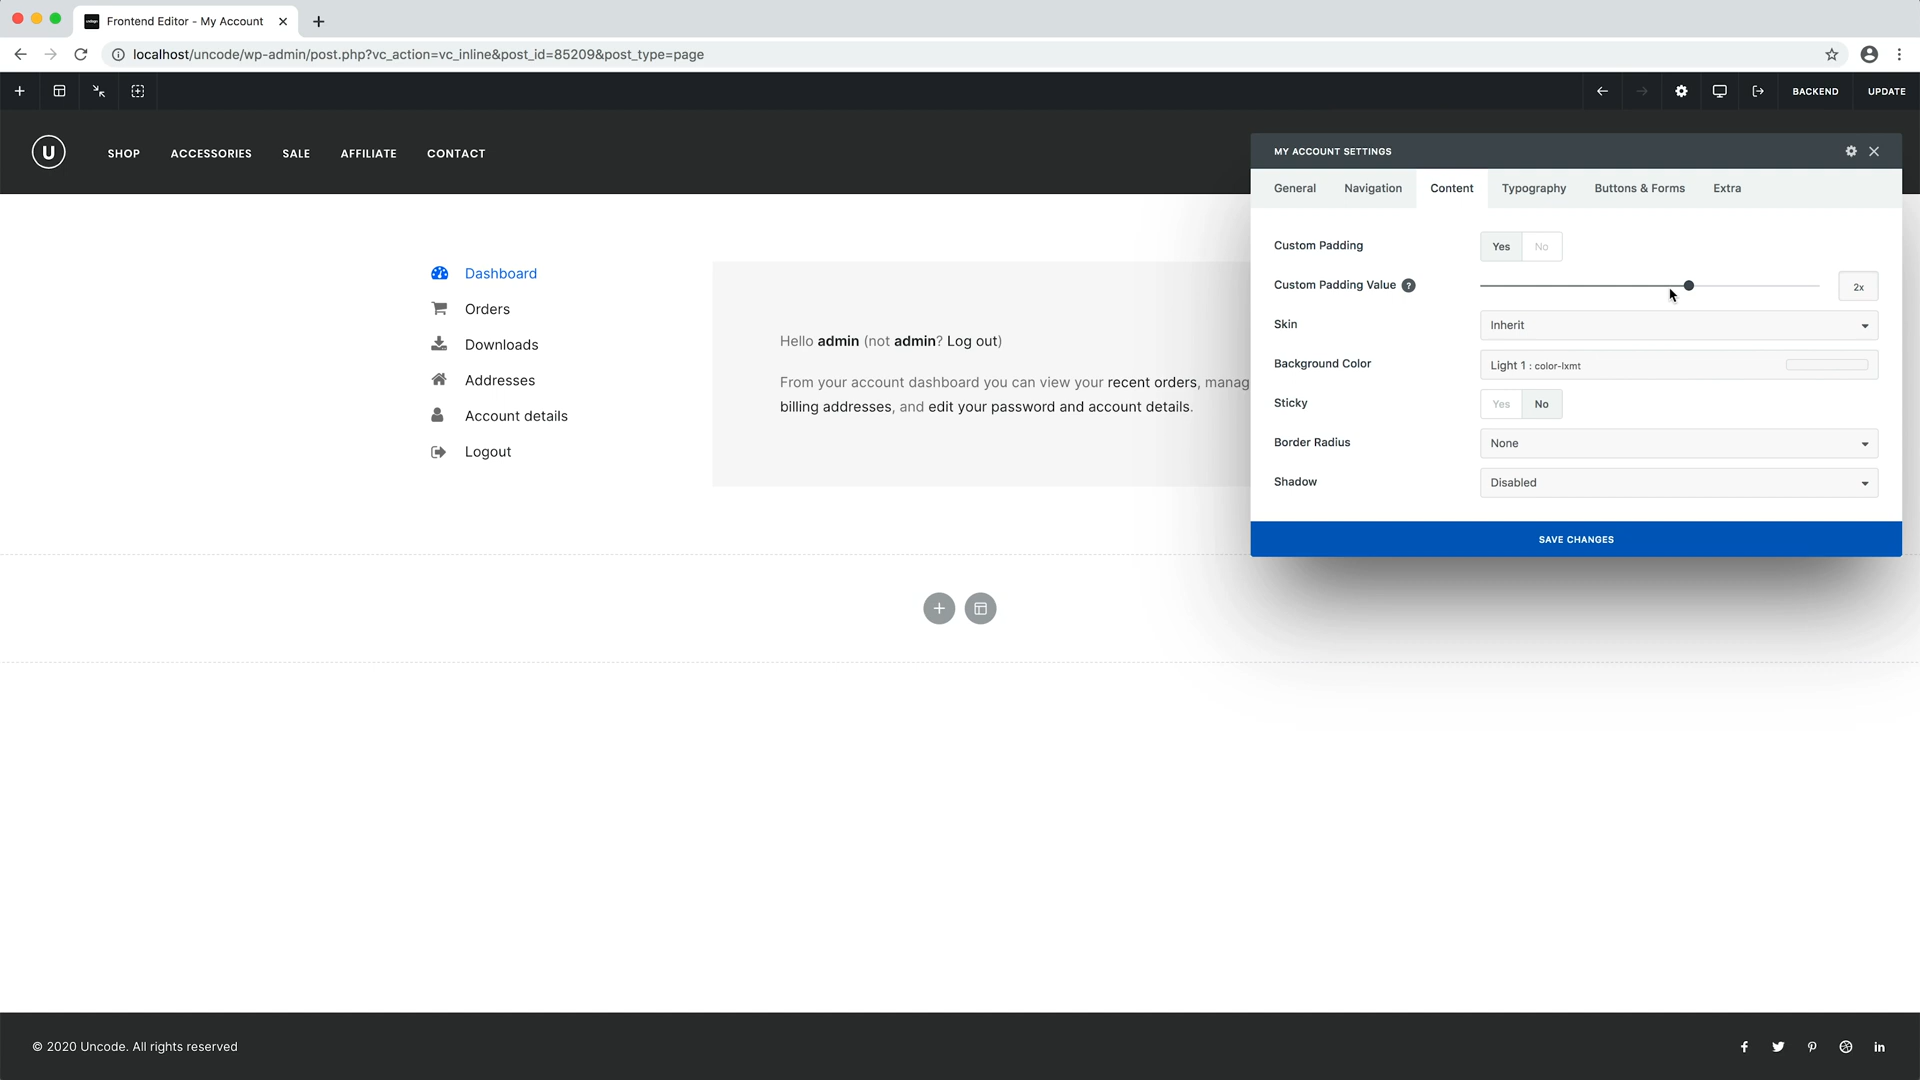 Frontend Editor - My Account
localhost/uncode/wp-admin/post.php?vc_action=vc_inline&post_id=85209&post_type=page
BACKEND
UPDATE
U
SHOP
ACCESSORIES
SALE
AFFILIATE
CONTACT
MY ACCOUNT SETTINGS
General
Navigation
Content
Typography
Buttons & Forms
Extra
Custom Padding
Yes
No
Custom Padding Value ?
2x
Skin
Inherit
Background Color
Light 1 : color-lxmt
Sticky
Yes
No
Border Radius
None
Shadow
Disabled
SAVE CHANGES
Dashboard
Orders
Downloads
Addresses
Account details
Logout
Hello admin (not admin? Log out)
From your account dashboard you can view your recent orders, manag
billing addresses, and edit your password and account details.
© 2020 Uncode. All rights reserved